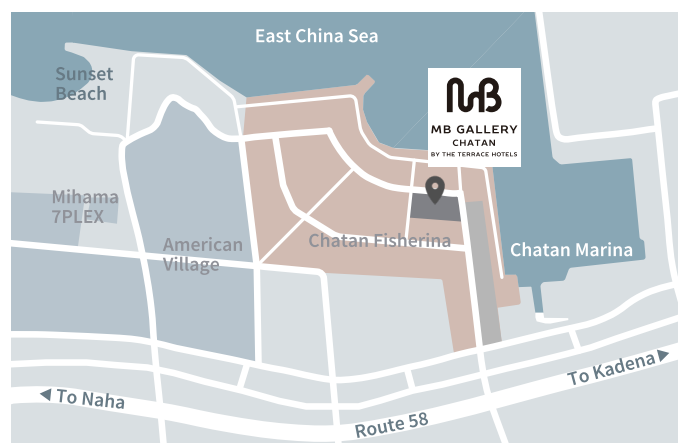 East China Sea
Sunset
Beach
MB
MB GALLERY
CHATAN
BY THE TERRACE HOTELS
Mihama
7PLEX
American
Village
Chatan Fisherina
Chatan Marina
To Kadena
To Naha
Route 58